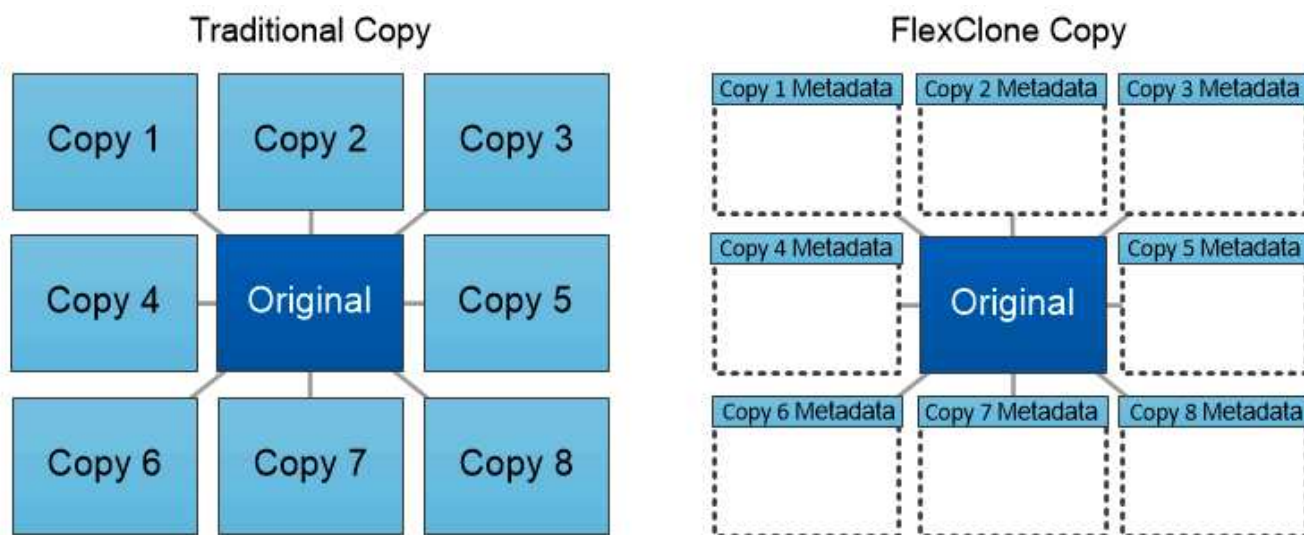 Traditional Copy
Copy 1
Copy 2
Copy 3
Copy 4
Original
Copy 5
Copy 6
Copy 7
Copy 8
FlexClone Copy
Copy 1 Metadata
Copy 2 Metadata
Copy 3 Metadata
Copy 4 Metadata
Original
Copy 5 Metadata
Copy 6 Metadata
Copy 7 Metadata
Copy 8 Metadata